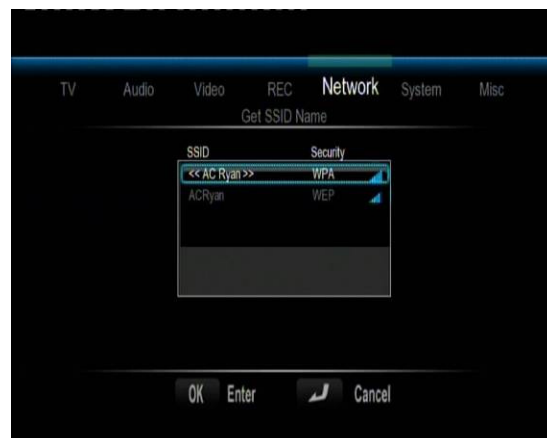 TV Audio Video REC Network System Misc
Get SSID Name
SSID Security
<< AC Ryan >> WPA
ACRyan WEP
OK Enter Cancel